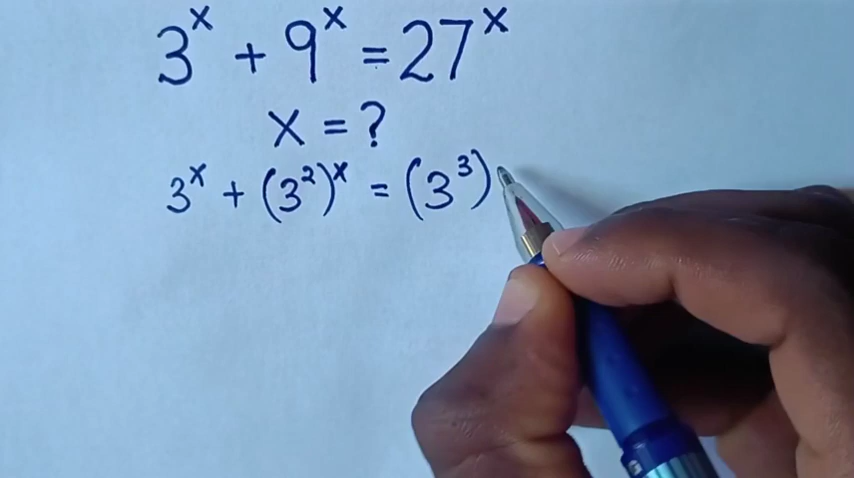 3^x + 9^x = 27^x
x = ?
3^x + (3^2)^x = (3^3)